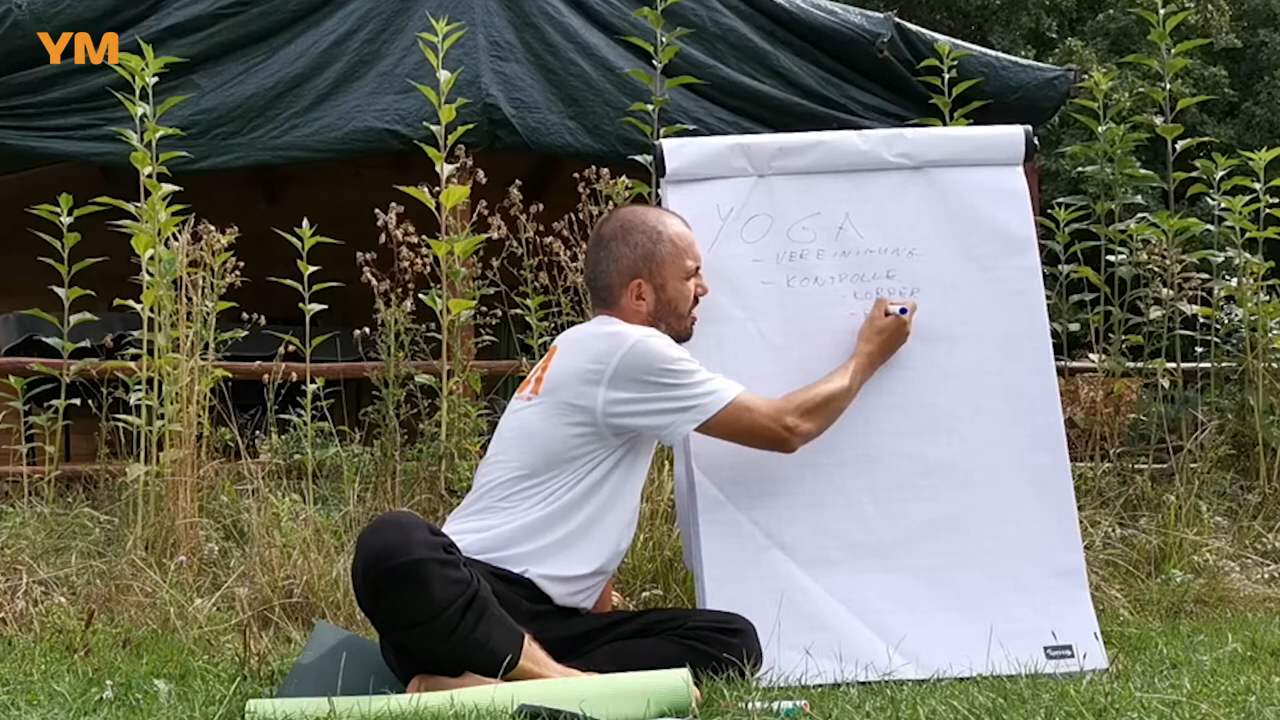 YM
YOGA
- VEREINIGUNG
- KONTROLLE
- KÖRPER